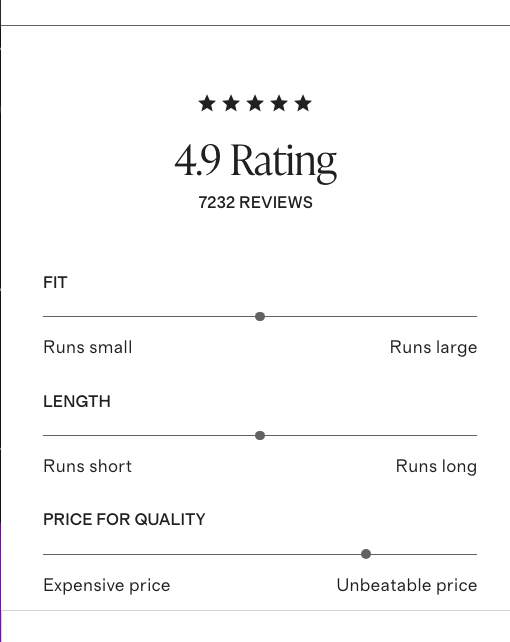 4.9 Rating
7232 REVIEWS
FIT
Runs small Runs large
LENGTH
Runs short Runs long
PRICE FOR QUALITY
Expensive price Unbeatable price